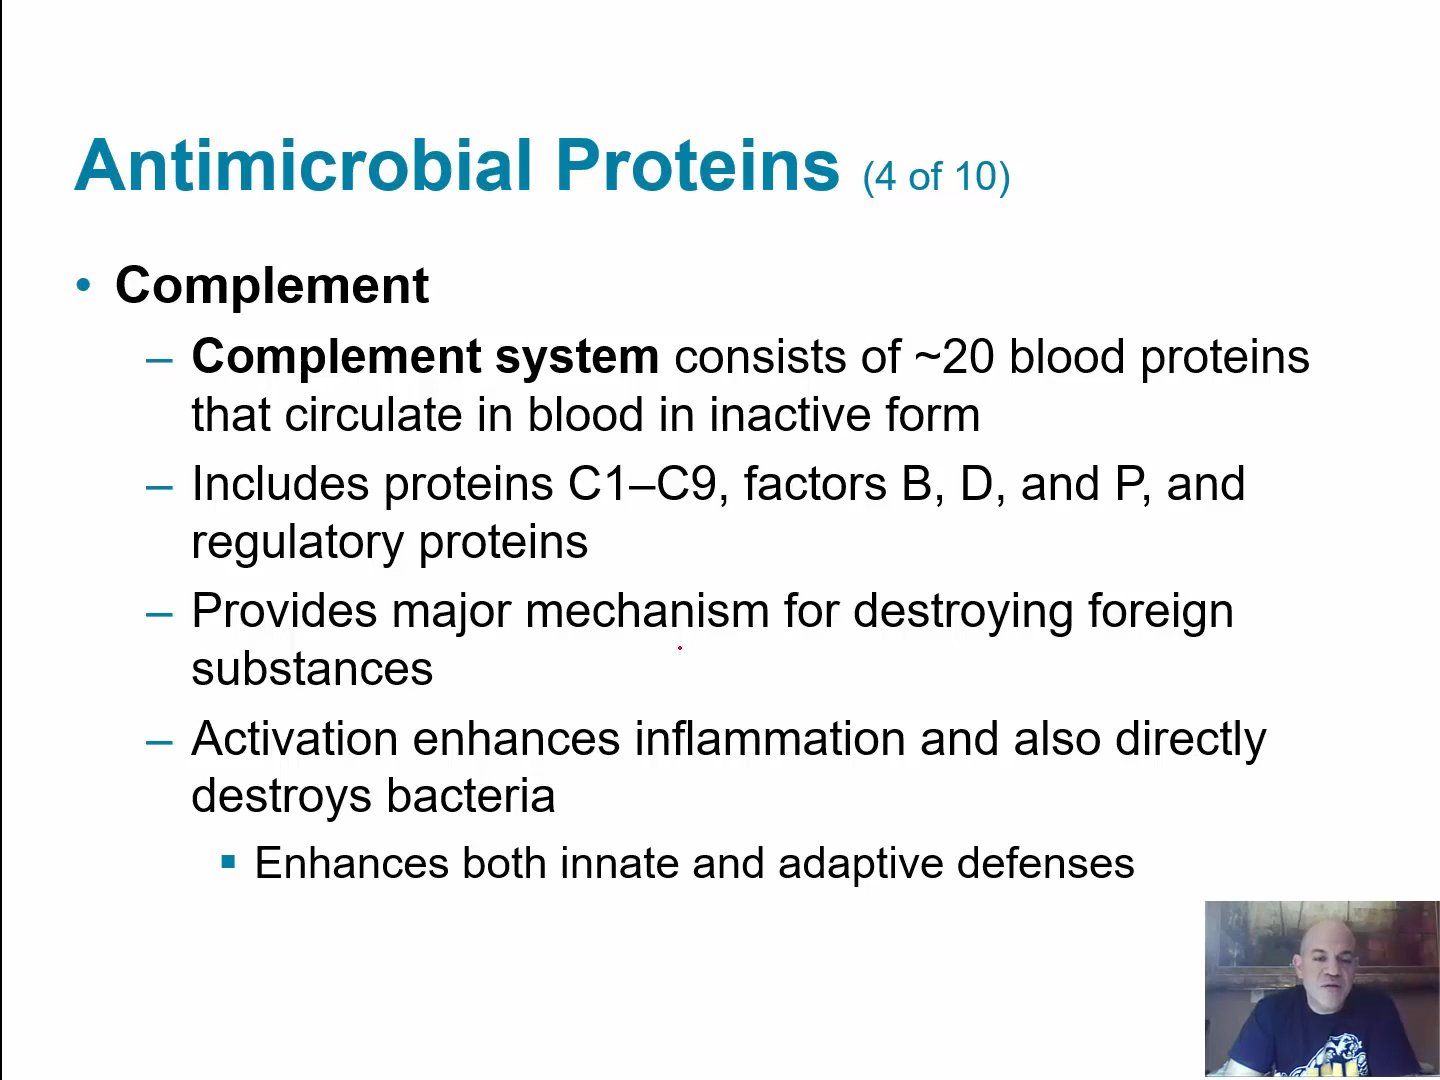 Antimicrobial Proteins (4 of 10)
• Complement
– Complement system consists of ~20 blood proteins
that circulate in blood in inactive form
– Includes proteins C1–C9, factors B, D, and P, and
regulatory proteins
– Provides major mechanism for destroying foreign
substances
– Activation enhances inflammation and also directly
destroys bacteria
▪ Enhances both innate and adaptive defenses